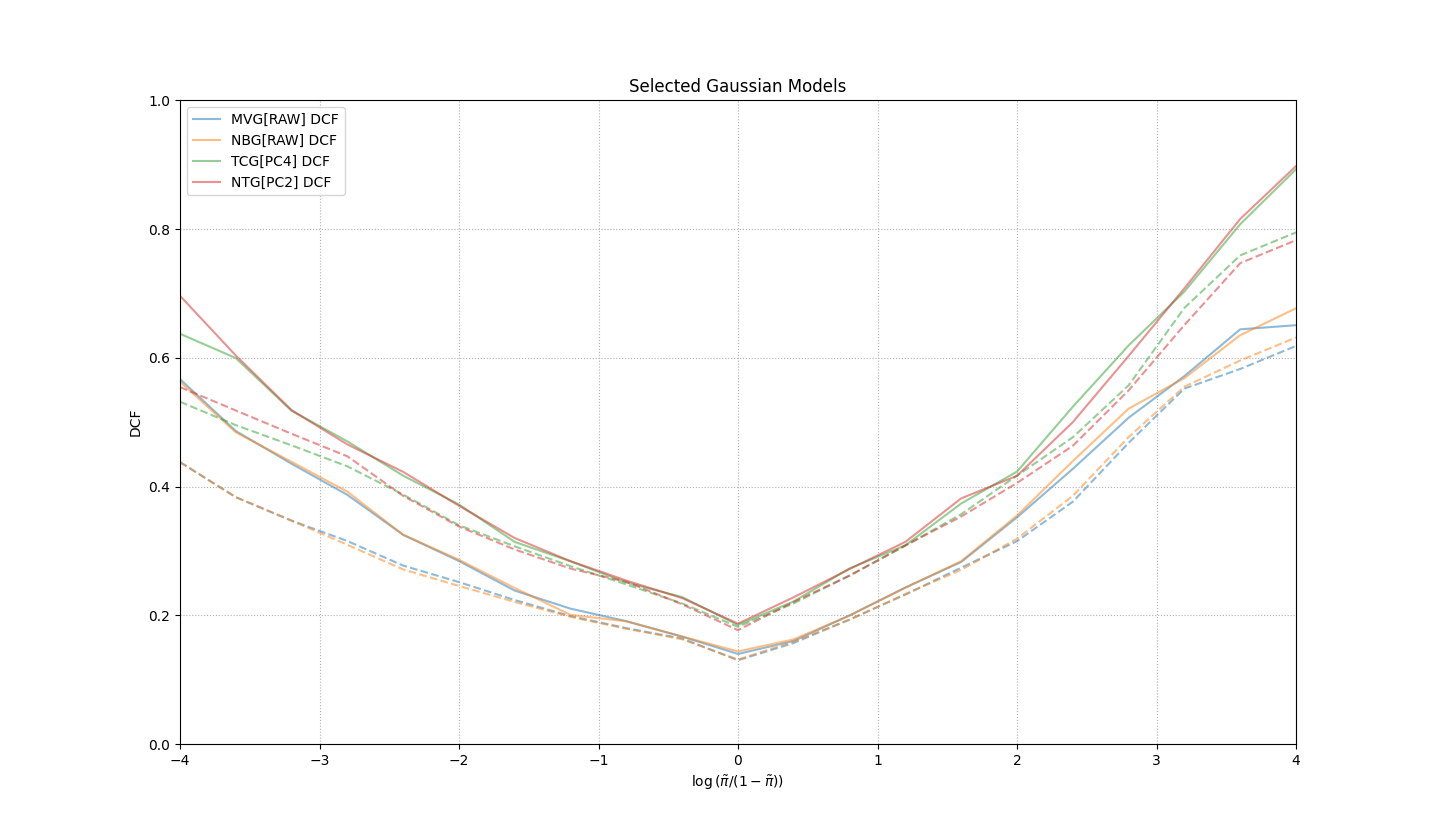 Selected Gaussian Models
1.0
MVG[RAW] DCF
NBG[RAW] DCF
TCG[PC4] DCF
NTG[PC2] DCF
0.8
0.6
DCF
0.4
0.2
0.0
−4 −3 −2 −1 0 1 2 3 4
log (π̃/(1 − π̃))